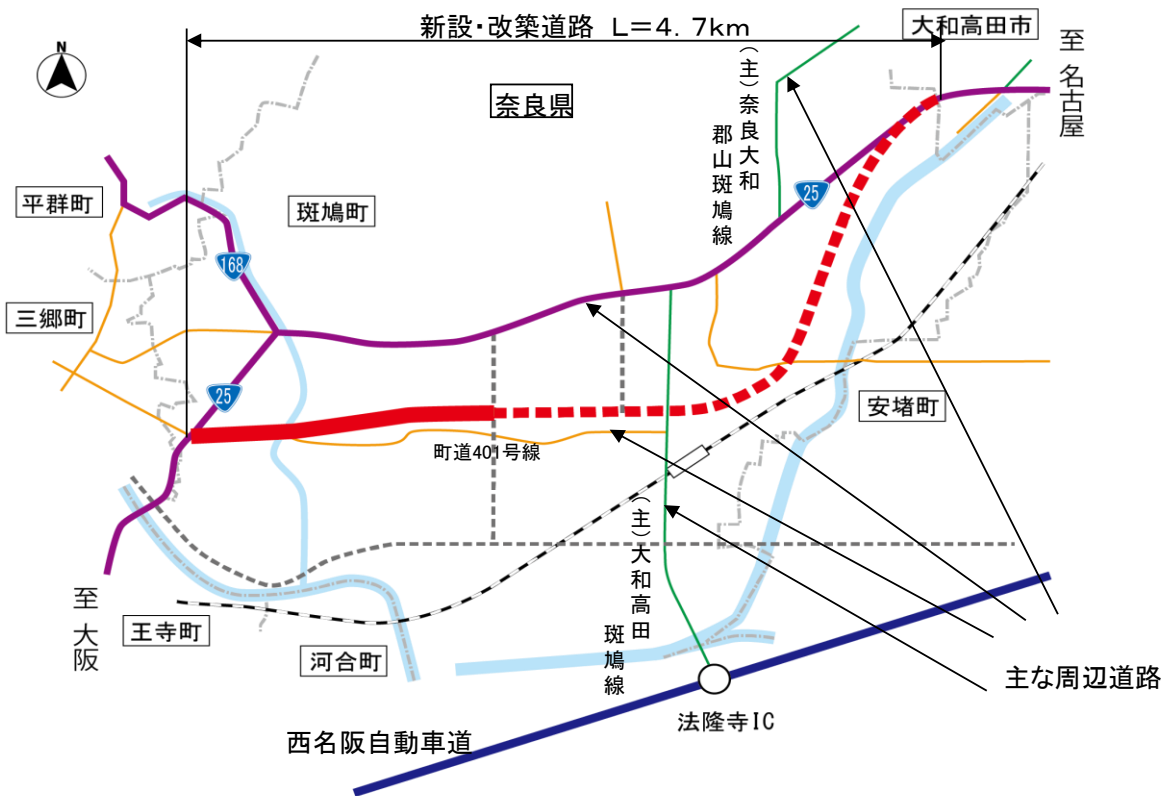 新設・改築道路 L=4.7km
大和高田市
至 名古屋
N
奈良県
(主)奈良大和
郡山斑鳩線
平群町
斑鳩町
25
168
三郷町
25
安堵町
町道401号線
(主)大和高田
斑鳩線
至 大阪
王寺町
河合町
主な周辺道路
法隆寺IC
西名阪自動車道